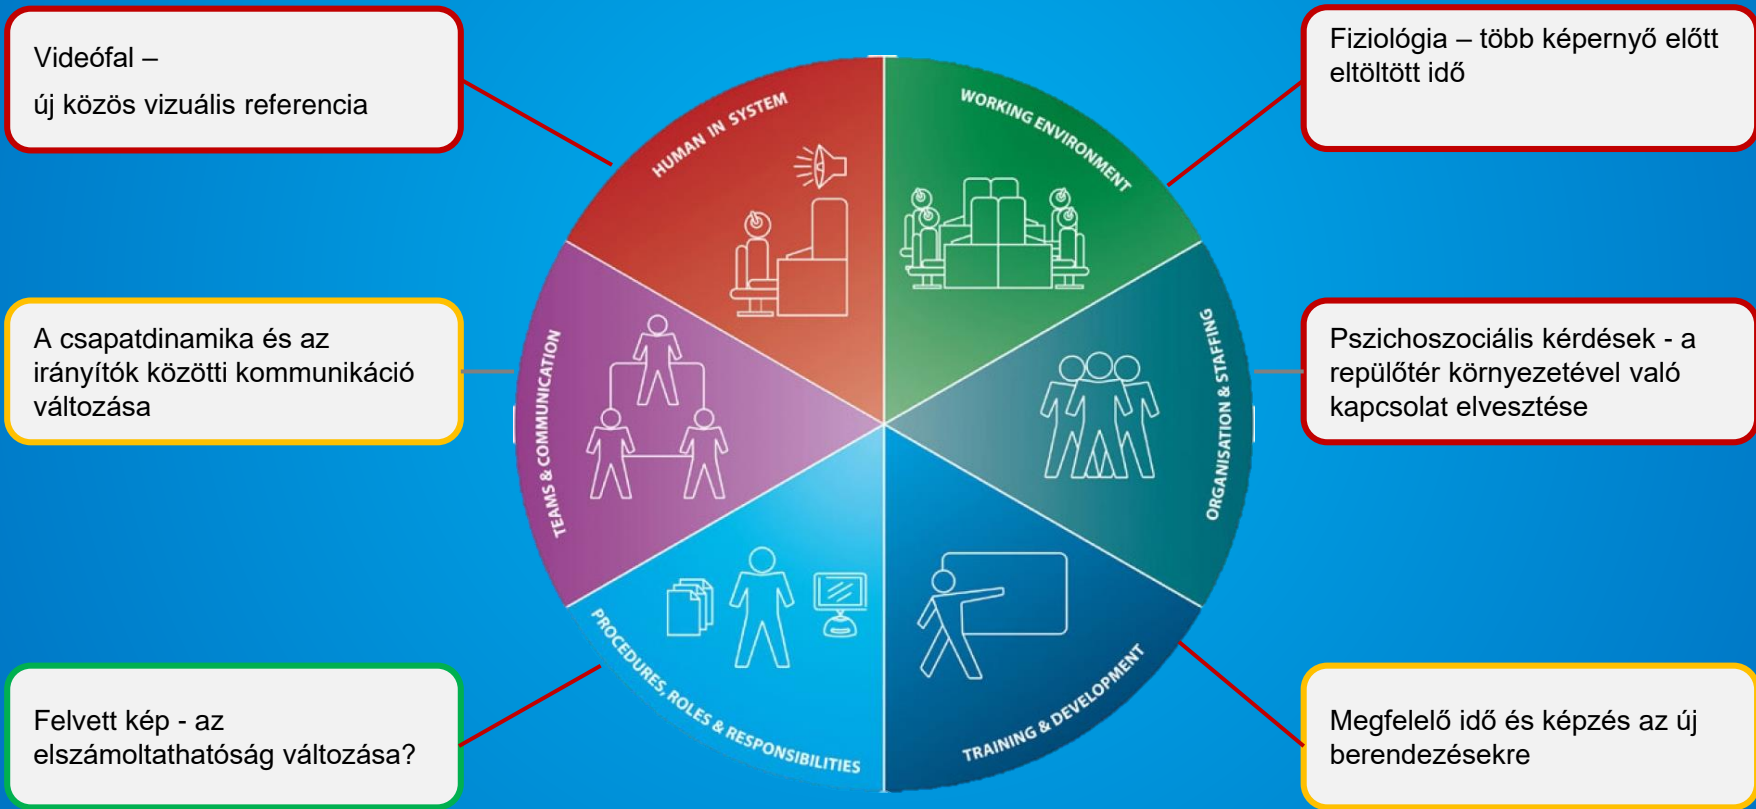 Videófal –
új közös vizuális referencia
Fiziológia – több képernyő előtt
eltöltött idő
HUMAN IN SYSTEM
WORKING ENVIRONMENT
A csapatdinamika és az
irányítók közötti kommunikáció
változása
TEAMS & COMMUNICATION
ORGANISATION & STAFFING
Pszichoszociális kérdések - a
repülőtér környezetével való
kapcsolat elvesztése
Felvett kép - az
elszámoltathatóság változása?
PROCEDURES, ROLES & RESPONSIBILITIES
TRAINING & DEVELOPMENT
Megfelelő idő és képzés az új
berendezésekre